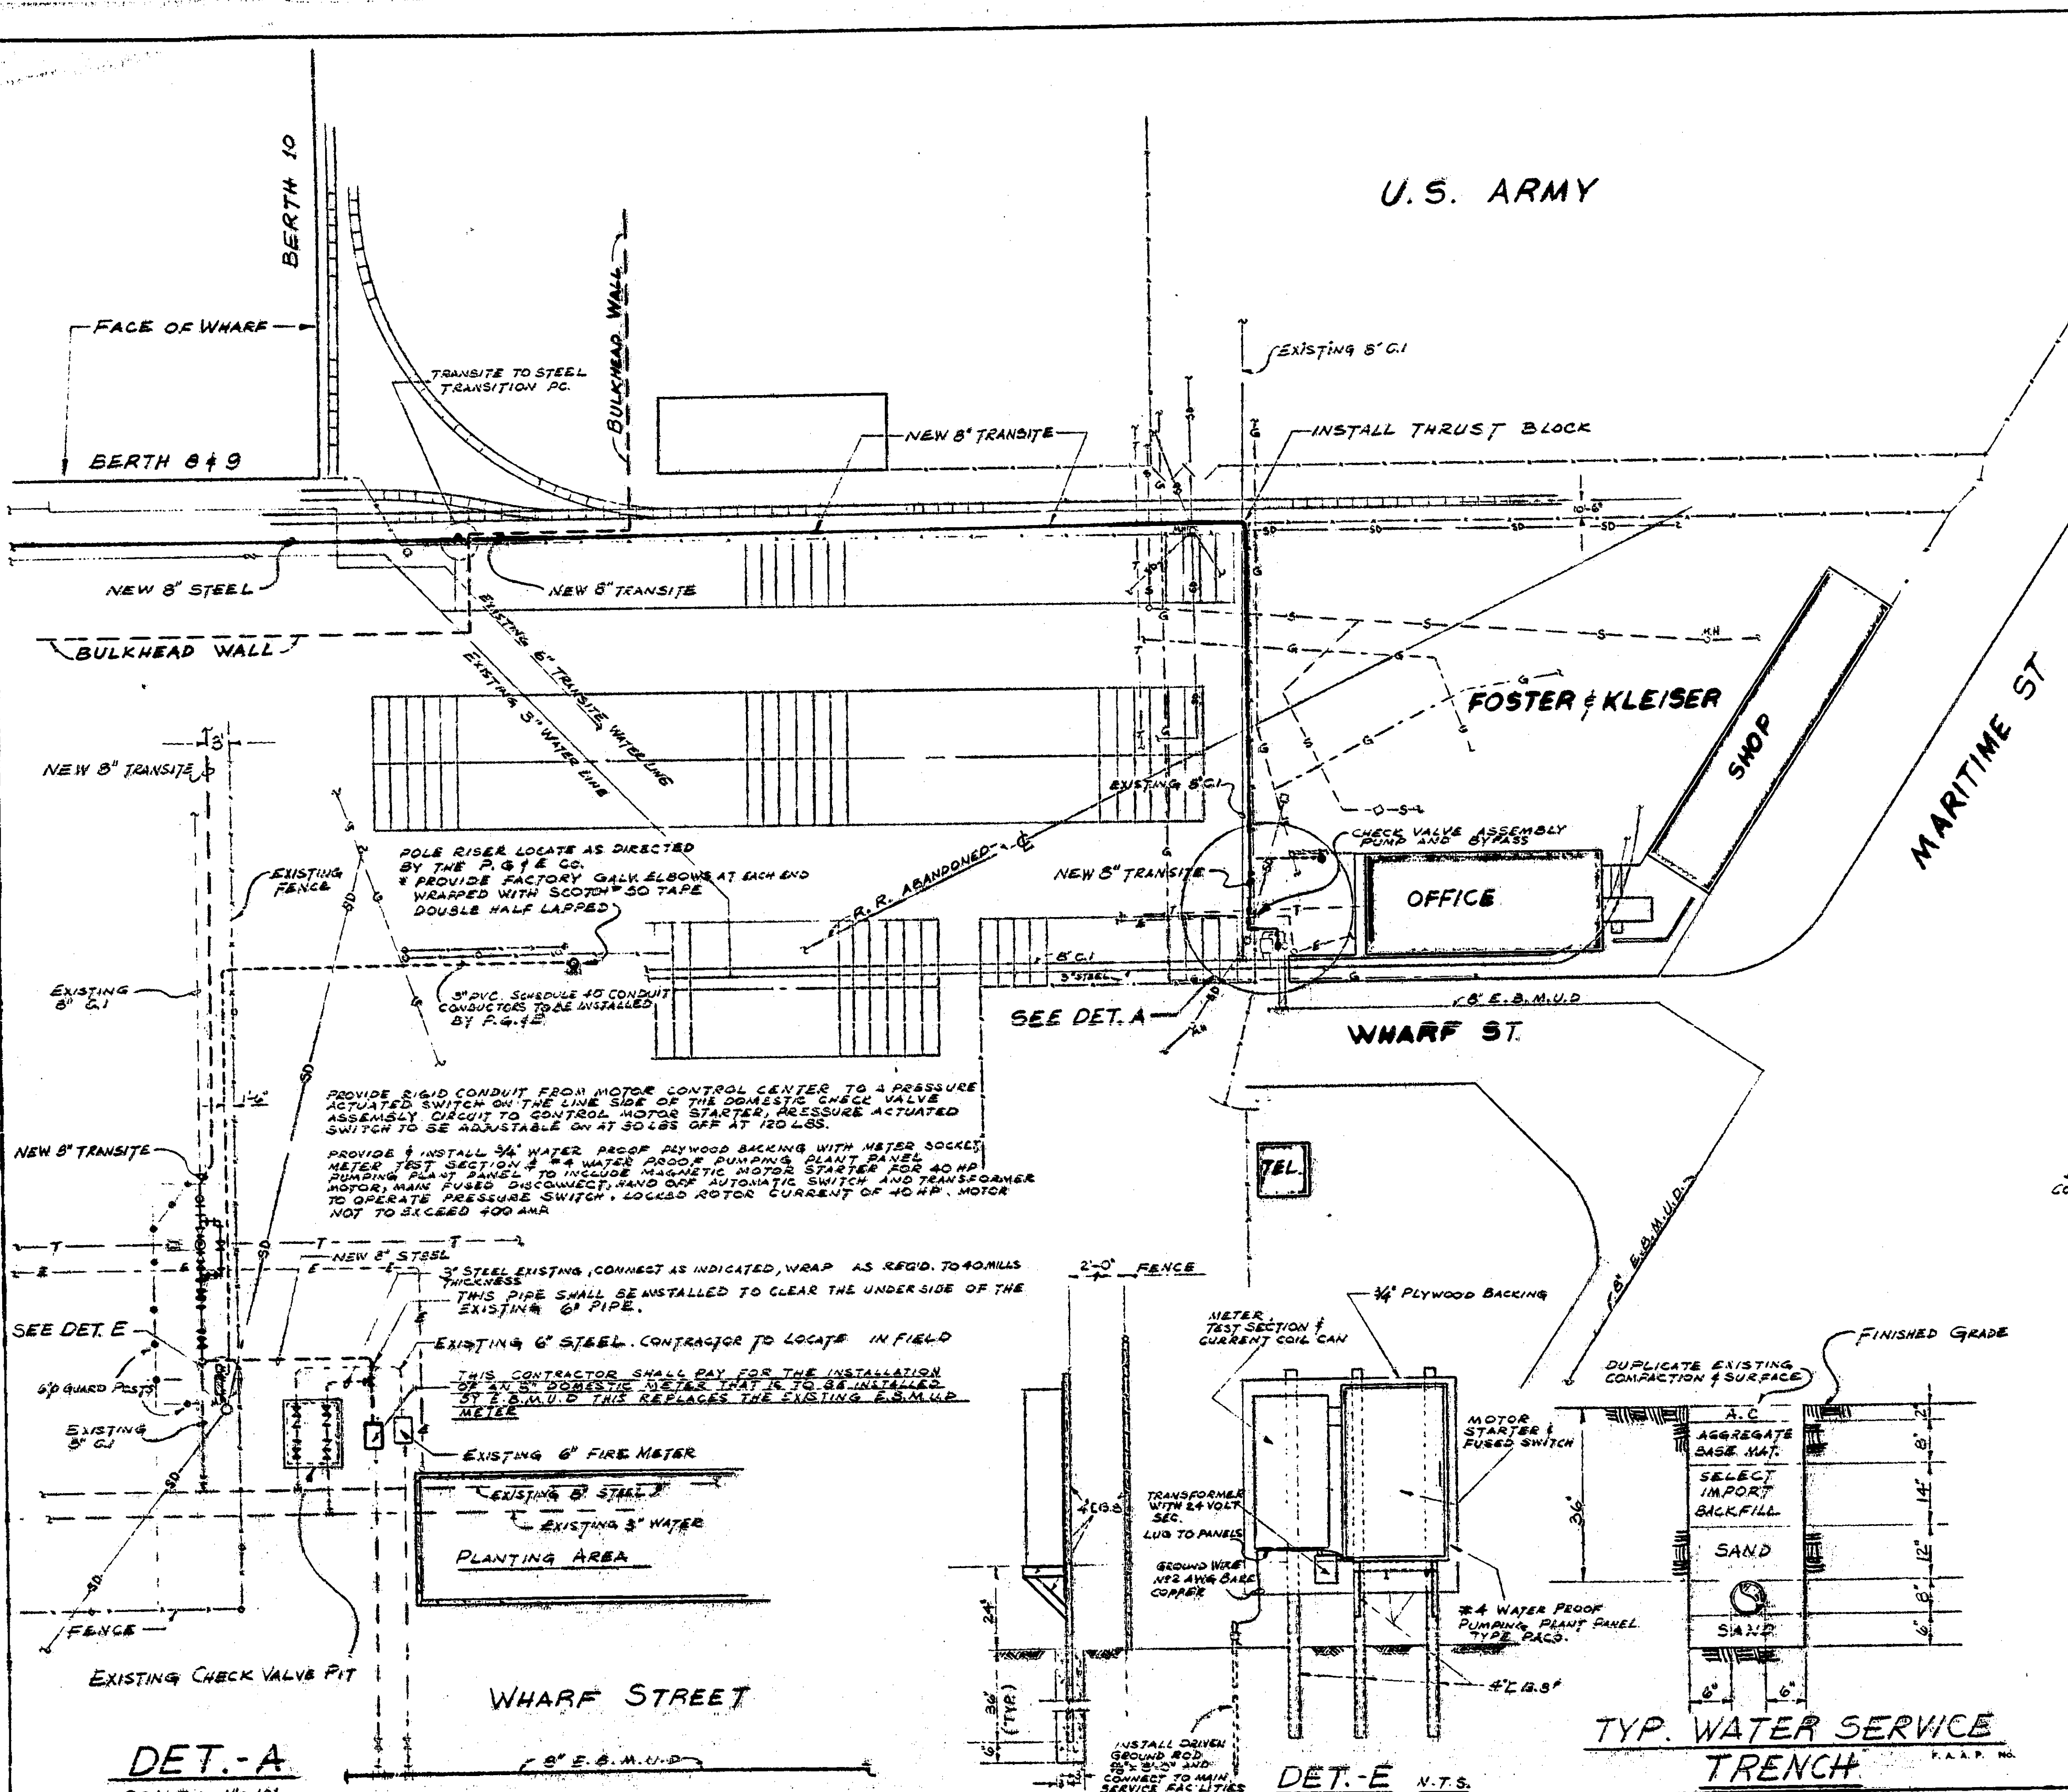 BERTH 10
U.S. ARMY
FACE OF WHARF
BULKHEAD WALL
TRANSITE TO STEEL
TRANSITION PC.
EXISTING 8" C.I
NEW 8" TRANSITE
INSTALL THRUST BLOCK
BERTH 8 & 9
10'-6"
NEW 8" STEEL
NEW 8" TRANSITE
BULKHEAD WALL
EXISTING 6" TRANSITE WATER LINE
EXISTING 3" WATER LINE
FOSTER & KLEISER
SHOP
MARITIME ST
3'
NEW 8" TRANSITE
EXISTING 8" C.I
POLE RISER LOCATE AS DIRECTED
BY THE P.G & E CO.
* PROVIDE FACTORY GALV. ELBOWS AT EACH END
WRAPPED WITH SCOTCH #50 TAPE
DOUBLE HALF LAPPED
EXISTING
FENCE
R.R. ABANDONED
CHECK VALVE ASSEMBLY
PUMP AND BYPASS
NEW 8" TRANSITE
OFFICE
8" C.I
3" STEEL
EXISTING
8" C.I
3" PVC. SCHEDULE 40 CONDUIT
CONDUCTORS TO BE INSTALLED
BY P.G.& E
SEE DET. A
8" E.B.M.U.D
WHARF ST.
PROVIDE RIGID CONDUIT FROM MOTOR CONTROL CENTER TO A PRESSURE
ACTUATED SWITCH ON THE LINE SIDE OF THE DOMESTIC CHECK VALVE
ASSEMBLY CIRCUIT TO CONTROL MOTOR STARTER, PRESSURE ACTUATED
SWITCH TO BE ADJUSTABLE ON AT 50 LBS OFF AT 120 LBS.
NEW 8" TRANSITE
PROVIDE & INSTALL 3/4" WATER PROOF PLYWOOD BACKING WITH METER SOCKET,
METER TEST SECTION & #4 WATER PROOF PUMPING PLANT PANEL
PUMPING PLANT PANEL TO INCLUDE MAGNETIC MOTOR STARTER FOR 40 HP
MOTOR, MAIN FUSED DISCONNECT, HAND OFF AUTOMATIC SWITCH AND TRANSFORMER
TO OPERATE PRESSURE SWITCH. LOCKED ROTOR CURRENT OF 40 HP. MOTOR
NOT TO EXCEED 400 AMP.
TEL.
8" E.B.M.U.D.
NEW 8" STEEL
3" STEEL EXISTING, CONNECT AS INDICATED, WRAP AS REQ'D. TO 40 MILLS
THICKNESS
THIS PIPE SHALL BE INSTALLED TO CLEAR THE UNDER SIDE OF THE
EXISTING 6" PIPE.
SEE DET. E
EXISTING 6" STEEL. CONTRACTOR TO LOCATE IN FIELD
THIS CONTRACTOR SHALL PAY FOR THE INSTALLATION
OF AN 8" DOMESTIC METER THAT IS TO BE INSTALLED
BY E.B.M.U.D THIS REPLACES THE EXISTING E.B.M.U.D
METER
6"Ø GUARD POSTS
EXISTING
8" C.I
EXISTING 6" FIRE METER
EXISTING 8" STEEL
EXISTING 3" WATER
PLANTING AREA
FENCE
EXISTING CHECK VALVE PIT
WHARF STREET
8" E.B.M.U.D
DET.-A
2'-0" FENCE
METER,
TEST SECTION &
CURRENT COIL CAN
3/4" PLYWOOD BACKING
MOTOR
STARTER &
FUSED SWITCH
TRANSFORMER
WITH 24 VOLT
SEC.
LUG TO PANELS
GROUND WIRE
Nº2 AWG BARE
COPPER
#4 WATER PROOF
PUMPING PLANT PANEL
24"
36"
(TYP.)
6"
INSTALL DRIVEN
GROUND ROD
CONNECT TO MAIN
SERVICE FACILITIES
DET.-E N.T.S.
FINISHED GRADE
DUPLICATE EXISTING
COMPACTION & SURFACE
A.C
AGGREGATE
BASE MAT.
SELECT
IMPORT
BACKFILL
SAND
SAND
36"
2"
8"
14"
12"
8"
6"
6" 6"
TYP. WATER SERVICE
TRENCH